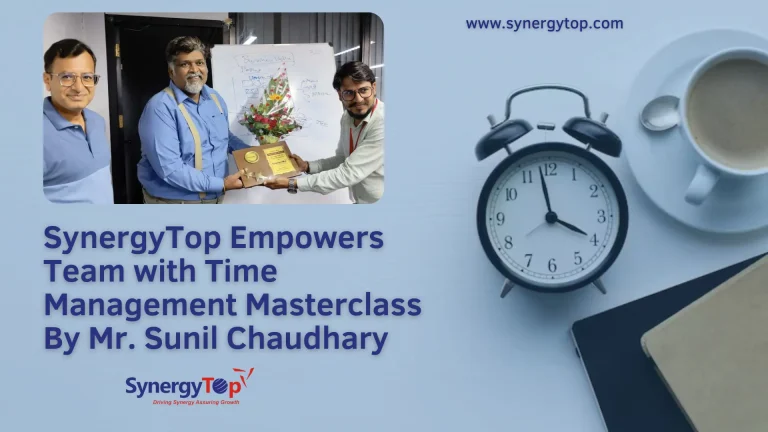 www.synergytop.com
SynergyTop Empowers
Team with Time
Management Masterclass
By Mr. Sunil Chaudhary
SynergyTop
Driving Synergy Assuring Growth
12
1
2
3
4
5
6
7
8
9
10
11